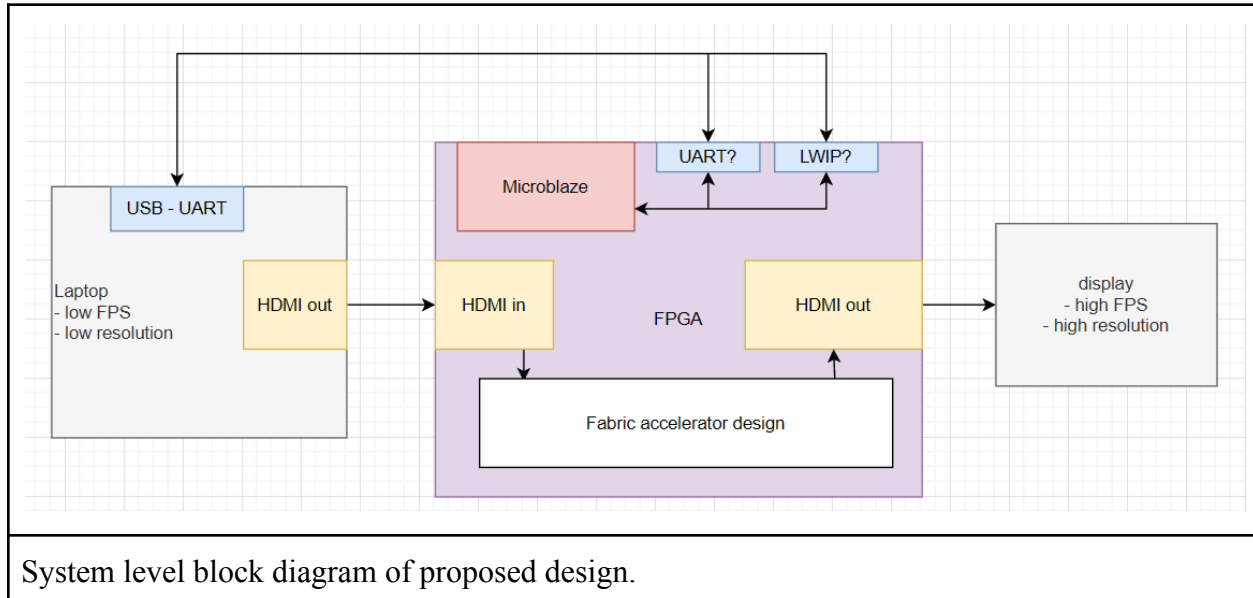 UART?
LWIP?
Microblaze
USB - UART
Laptop
- low FPS
- low resolution
HDMI out
HDMI in
FPGA
HDMI out
display
- high FPS
- high resolution
Fabric accelerator design
System level block diagram of proposed design.